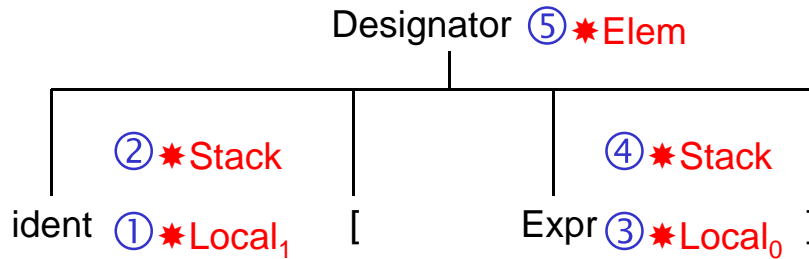 Designator ⑤ ✷Elem
② ✷Stack ④ ✷Stack
ident ① ✷Local₁ [ Expr ③ ✷Local₀ ]